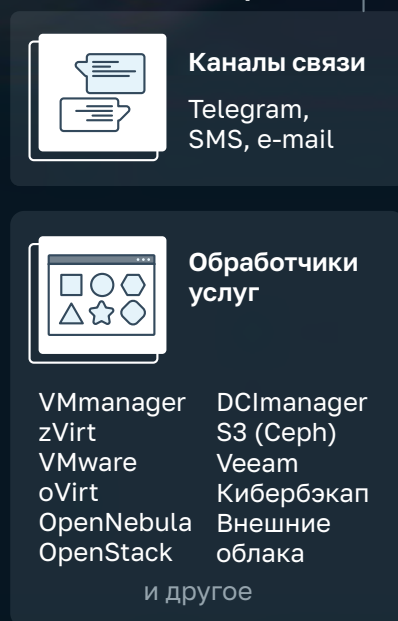 Каналы связи
Telegram,
SMS, e-mail
Обработчики
услуг
VMmanager
zVirt
VMware
oVirt
OpenNebula
OpenStack
DCImanager
S3 (Ceph)
Veeam
Кибербэкап
Внешние
облака
и другое